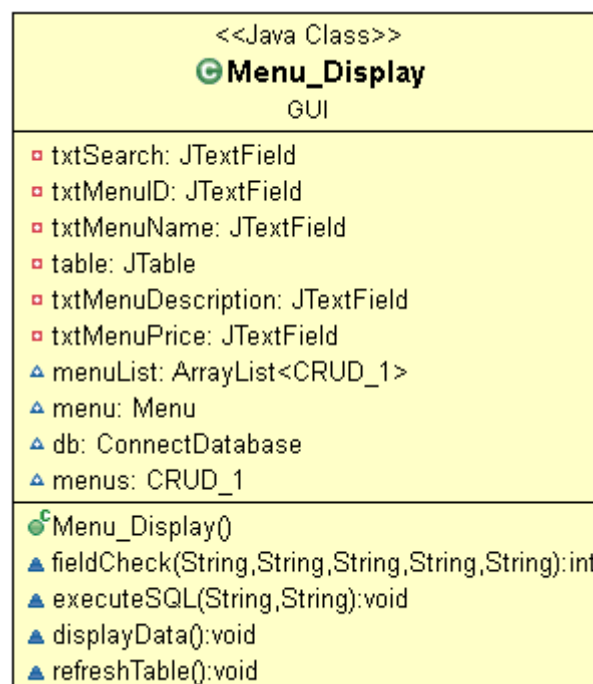 <<Java Class>>
Menu_Display
GUI
txtSearch: JTextField
txtMenuID: JTextField
txtMenuName: JTextField
table: JTable
txtMenuDescription: JTextField
txtMenuPrice: JTextField
menuList: ArrayList<CRUD_1>
menu: Menu
db: ConnectDatabase
menus: CRUD_1
Menu_Display()
fieldCheck(String,String,String,String,String):int
executeSQL(String,String):void
displayData():void
refreshTable():void